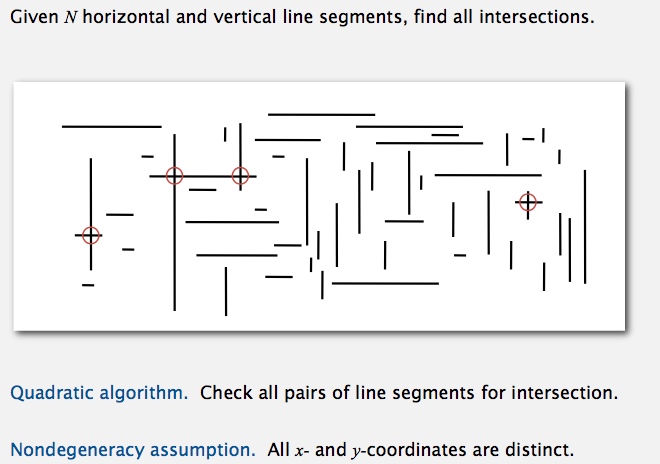 Given N horizontal and vertical line segments, find all intersections.
Quadratic algorithm. Check all pairs of line segments for intersection.
Nondegeneracy assumption. All x- and y-coordinates are distinct.